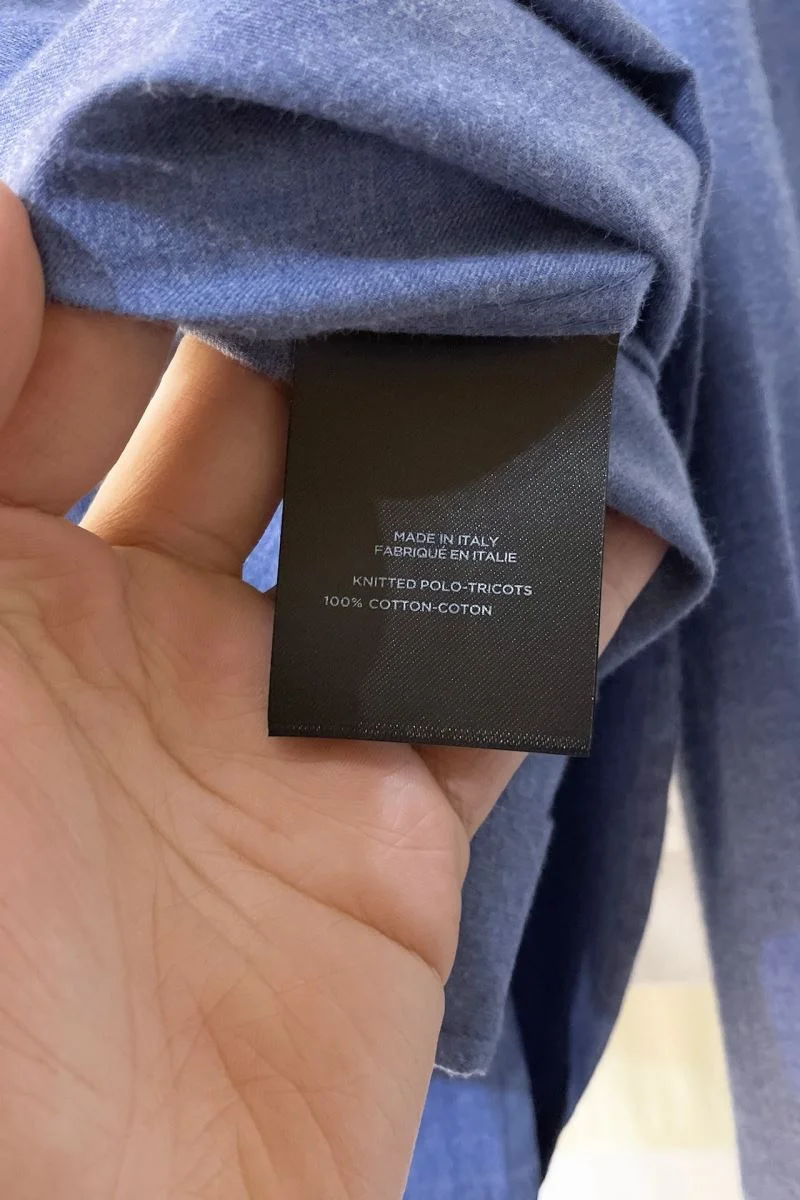 MADE IN ITALY
FABRIQUÉ EN ITALIE
KNITTED POLO-TRICOTS
100% COTTON-COTON